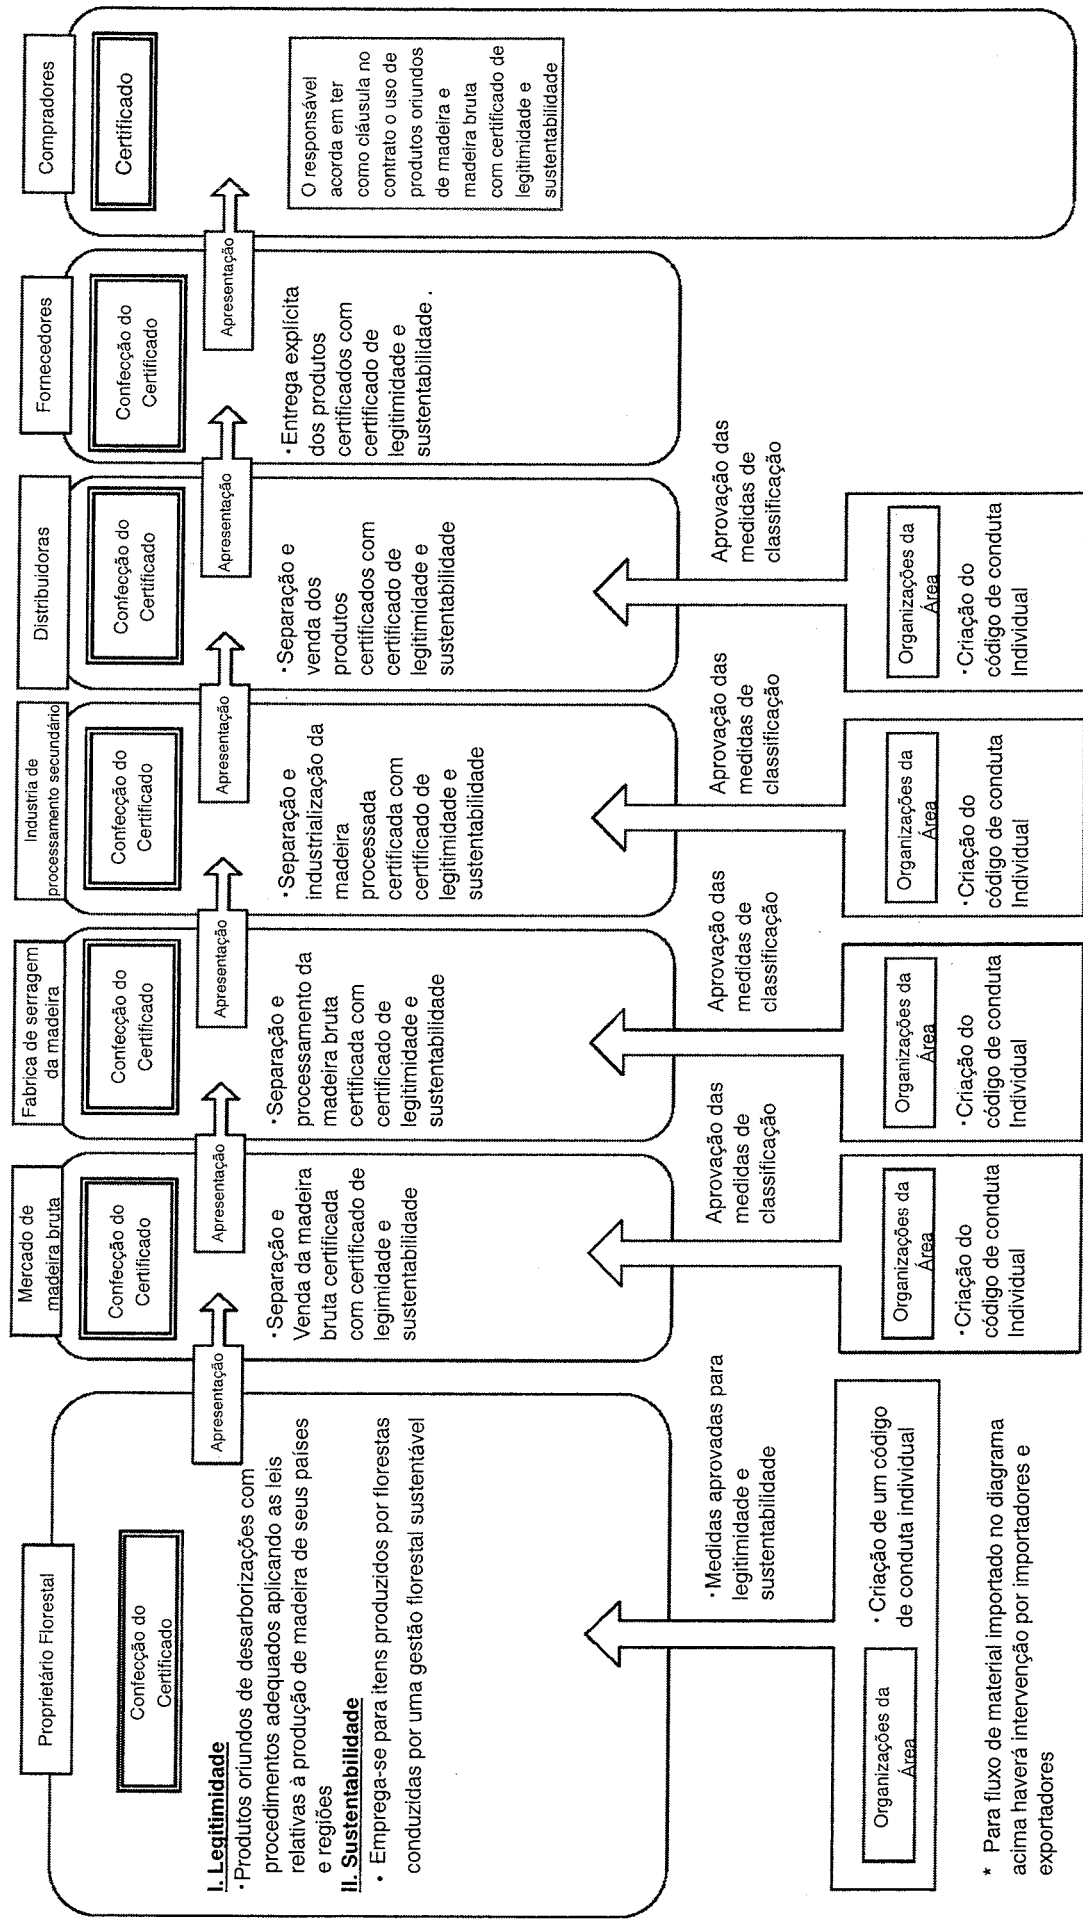 Proprietário Florestal
Confecção do
Certificado
I. Legitimidade
・Produtos oriundos de desarborizações com
procedimentos adequados aplicando as leis
relativas à produção de madeira de seus países
e regiões
II. Sustentabilidade
• Emprega-se para itens produzidos por florestas
conduzidas por uma gestão florestal sustentável
Apresentação
Mercado de
madeira bruta
Confecção do
Certificado
・Separação e
Venda da madeira
bruta certificada
com certificado de
legimidade e
sustentabilidade
Apresentação
Fabrica de serragem
da madeira
Confecção do
Certificado
・Separação e
processamento da
madeira bruta
certificada com
certificado de
legitimidade e
sustentabilidade
Apresentação
Industria de
processamento secundário
Confecção do
Certificado
・Separação e
industrialização da
madeira
processada
certificada com
certificado de
legitimidade e
sustentabilidade
Apresentação
Distribuidoras
Confecção do
Certificado
・Separação e
venda dos
produtos
certificados com
certificado de
legitimidade e
sustentabilidade
Apresentação
Fornecedores
Confecção do
Certificado
・Entrega explícita
dos produtos
certificados com
certificado de
legitimidade e
sustentabilidade .
Apresentação
Compradores
Certificado
O responsável
acorda em ter
como cláusula no
contrato o uso de
produtos oriundos
de madeira e
madeira bruta
com certificado de
legitimidade e
sustentabilidade
・Medidas aprovadas para
legitimidade e
sustentabilidade
Aprovação das
medidas de
classificação
Aprovação das
medidas de
classificação
Aprovação das
medidas de
classificação
Aprovação das
medidas de
classificação
Organizações da
Área
・Criação de um código
de conduta individual
Organizações da
Área
・Criação do
código de conduta
Individual
Organizações da
Área
・Criação do
código de conduta
Individual
Organizações da
Área
・Criação do
código de conduta
Individual
Organizações da
Área
・Criação do
código de conduta
Individual
* Para fluxo de material importado no diagrama
acima haverá intervenção por importadores e
exportadores